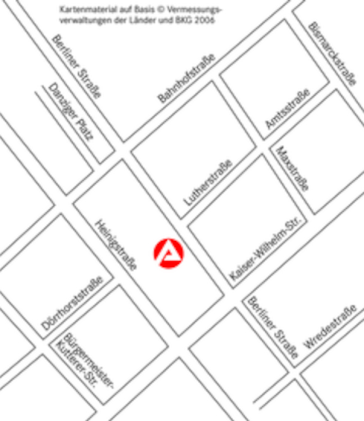 Kartenmaterial auf Basis © Vermessungs-
verwaltungen der Länder und BKG 2006
Bismarckstraße
Berliner Straße
Bahnhofstraße
Danziger Platz
Amtsstraße
Maxstraße
Lutherstraße
Heinigstraße
Kaiser-Wilhelm-Str.
Dörrhorststraße
Berliner Straße
Wredestraße
Bürgermeister-
Kutterer-Str.